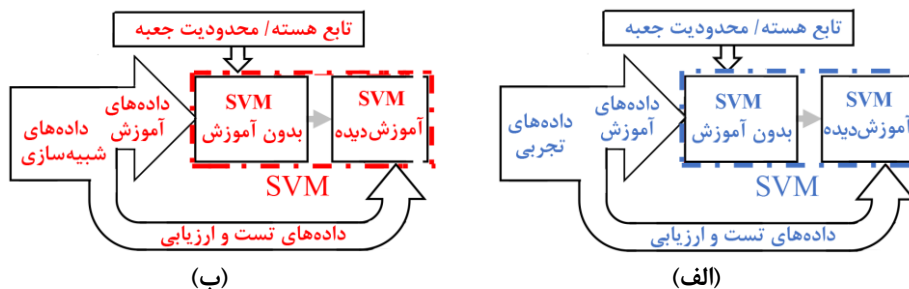 تابع هسته/ محدودیت جعبه
داده‌های
تجربی
داده‌های
آموزش
SVM
بدون آموزش
SVM
آموزش‌دیده
SVM
داده‌های تست و ارزیابی
(الف)
تابع هسته/ محدودیت جعبه
داده‌های
شبیه‌سازی
داده‌های
آموزش
SVM
بدون آموزش
SVM
آموزش‌دیده
SVM
داده‌های تست و ارزیابی
(ب)